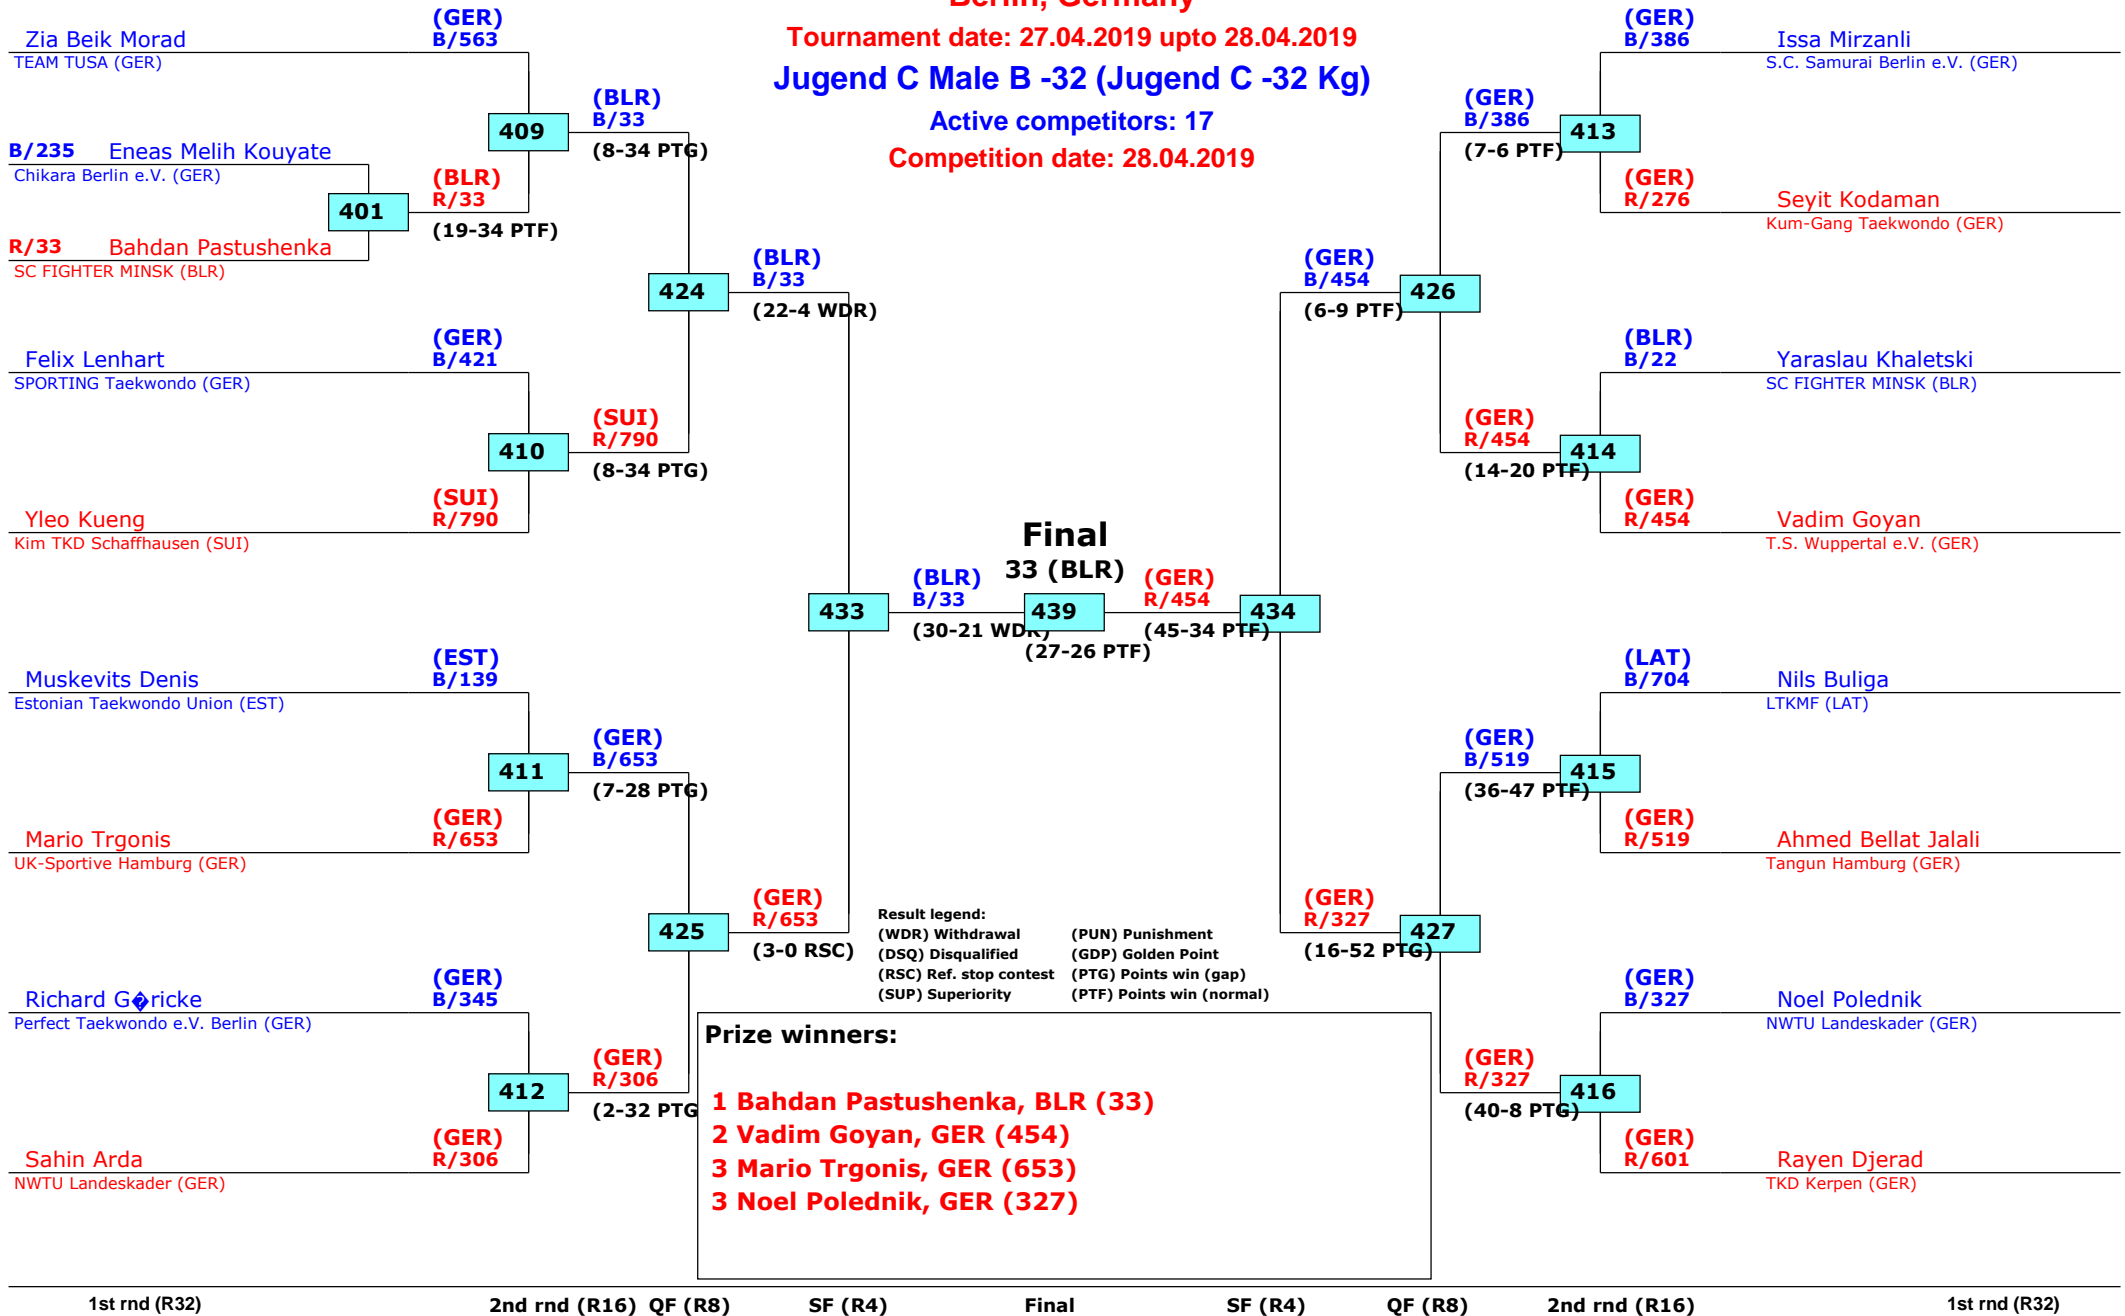 Berlin, Germany
Tournament date: 27.04.2019 upto 28.04.2019
Jugend C Male B -32 (Jugend C -32 Kg)
Active competitors: 17
Competition date: 28.04.2019
Zia Beik Morad
TEAM TUSA (GER)
(GER)
B/563
B/235 Eneas Melih Kouyate
Chikara Berlin e.V. (GER)
401
R/33 Bahdan Pastushenka
SC FIGHTER MINSK (BLR)
(BLR)
R/33
(19-34 PTF)
409
(BLR)
B/33
(8-34 PTG)
Felix Lenhart
SPORTING Taekwondo (GER)
(GER)
B/421
410
Yleo Kueng
Kim TKD Schaffhausen (SUI)
(SUI)
R/790
(SUI)
R/790
(8-34 PTG)
424
(BLR)
B/33
(22-4 WDR)
Muskevits Denis
Estonian Taekwondo Union (EST)
(EST)
B/139
411
Mario Trgonis
UK-Sportive Hamburg (GER)
(GER)
R/653
(GER)
B/653
(7-28 PTG)
Richard G�ricke
Perfect Taekwondo e.V. Berlin (GER)
(GER)
B/345
412
Sahin Arda
NWTU Landeskader (GER)
(GER)
R/306
(GER)
R/306
(2-32 PTG
425
(GER)
R/653
(3-0 RSC)
433
(BLR)
B/33
(30-21 WDR)
Final
33 (BLR)
439
(27-26 PTF)
(GER)
R/454
(45-34 PTF)
434
(GER)
B/454
(6-9 PTF)
426
(GER)
B/386
(7-6 PTF)
413
(GER)
B/386
Issa Mirzanli
S.C. Samurai Berlin e.V. (GER)
(GER)
R/276
Seyit Kodaman
Kum-Gang Taekwondo (GER)
(GER)
R/454
(14-20 PTF)
414
(BLR)
B/22
Yaraslau Khaletski
SC FIGHTER MINSK (BLR)
(GER)
R/454
Vadim Goyan
T.S. Wuppertal e.V. (GER)
(GER)
R/327
(16-52 PTG)
427
(GER)
B/519
(36-47 PTF)
415
(LAT)
B/704
Nils Buliga
LTKMF (LAT)
(GER)
R/519
Ahmed Bellat Jalali
Tangun Hamburg (GER)
(GER)
R/327
(40-8 PTG)
416
(GER)
B/327
Noel Polednik
NWTU Landeskader (GER)
(GER)
R/601
Rayen Djerad
TKD Kerpen (GER)
Result legend:
(WDR) Withdrawal (PUN) Punishment
(DSQ) Disqualified (GDP) Golden Point
(RSC) Ref. stop contest (PTG) Points win (gap)
(SUP) Superiority (PTF) Points win (normal)
Prize winners:
1 Bahdan Pastushenka, BLR (33)
2 Vadim Goyan, GER (454)
3 Mario Trgonis, GER (653)
3 Noel Polednik, GER (327)
1st rnd (R32) 2nd rnd (R16) QF (R8) SF (R4) Final SF (R4) QF (R8) 2nd rnd (R16) 1st rnd (R32)